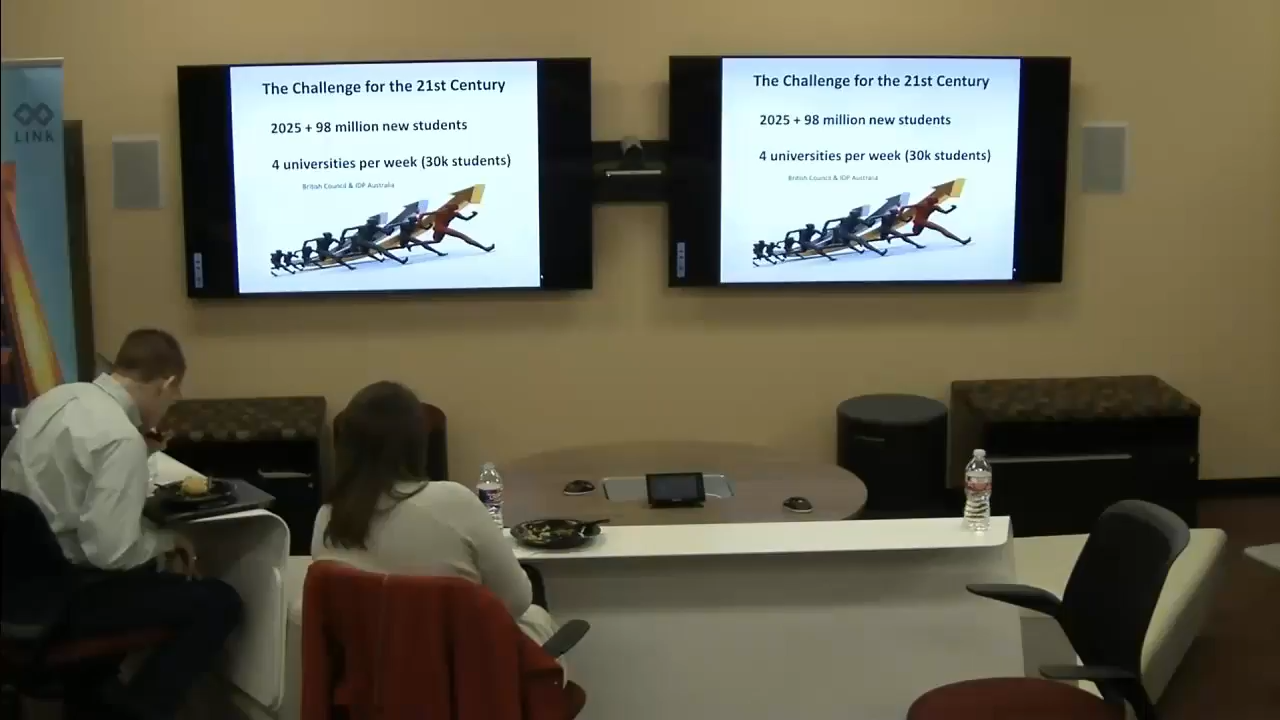 LINK
The Challenge for the 21st Century
2025 + 98 million new students
4 universities per week (30k students)
British Council & IDP Australia
The Challenge for the 21st Century
2025 + 98 million new students
4 universities per week (30k students)
British Council & IDP Australia